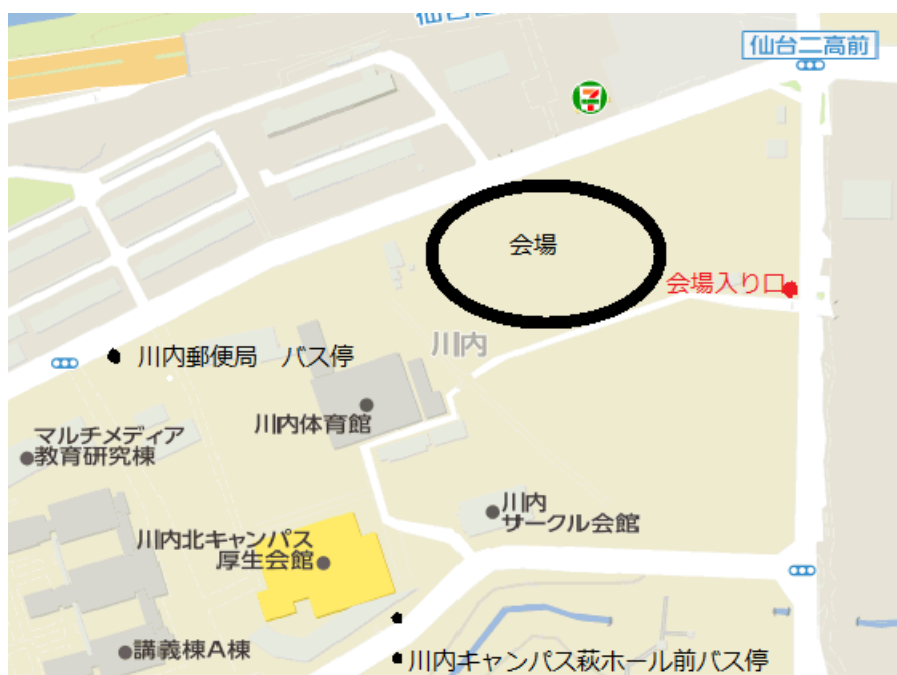 仙台二高前
会場
会場入り口
川内
川内郵便局 バス停
川内体育館
マルチメディア
教育研究棟
川内
サークル会館
川内北キャンパス
厚生会館
講義棟A棟
川内キャンパス萩ホール前バス停